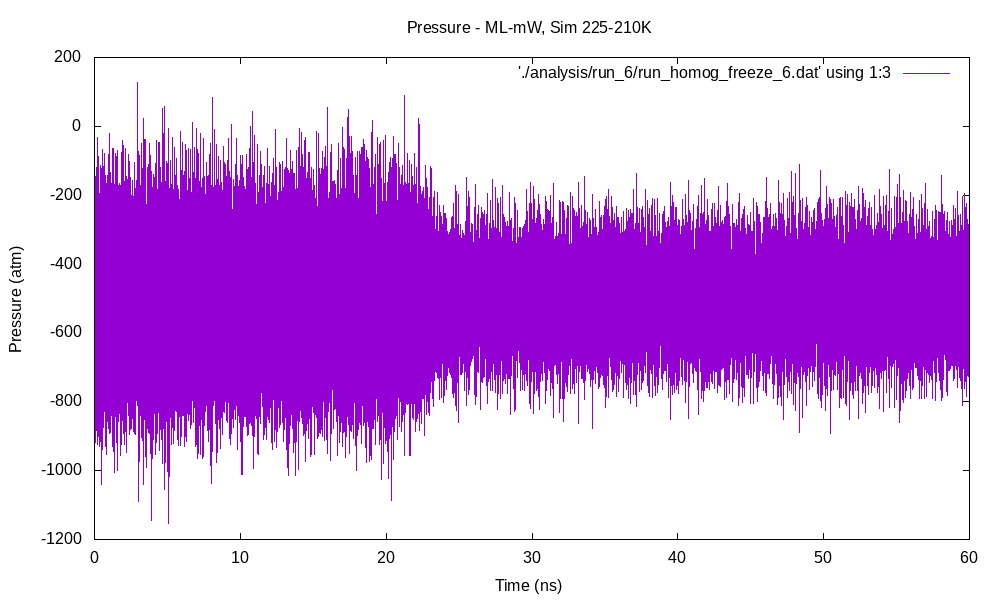 Pressure - ML-mW, Sim 225-210K
200
'./analysis/run_6/run_homog_freeze_6.dat' using 1:3
0
-200
Pressure (atm)
-400
-600
-800
-1000
-1200
0 10 20 30 40 50 60
Time (ns)